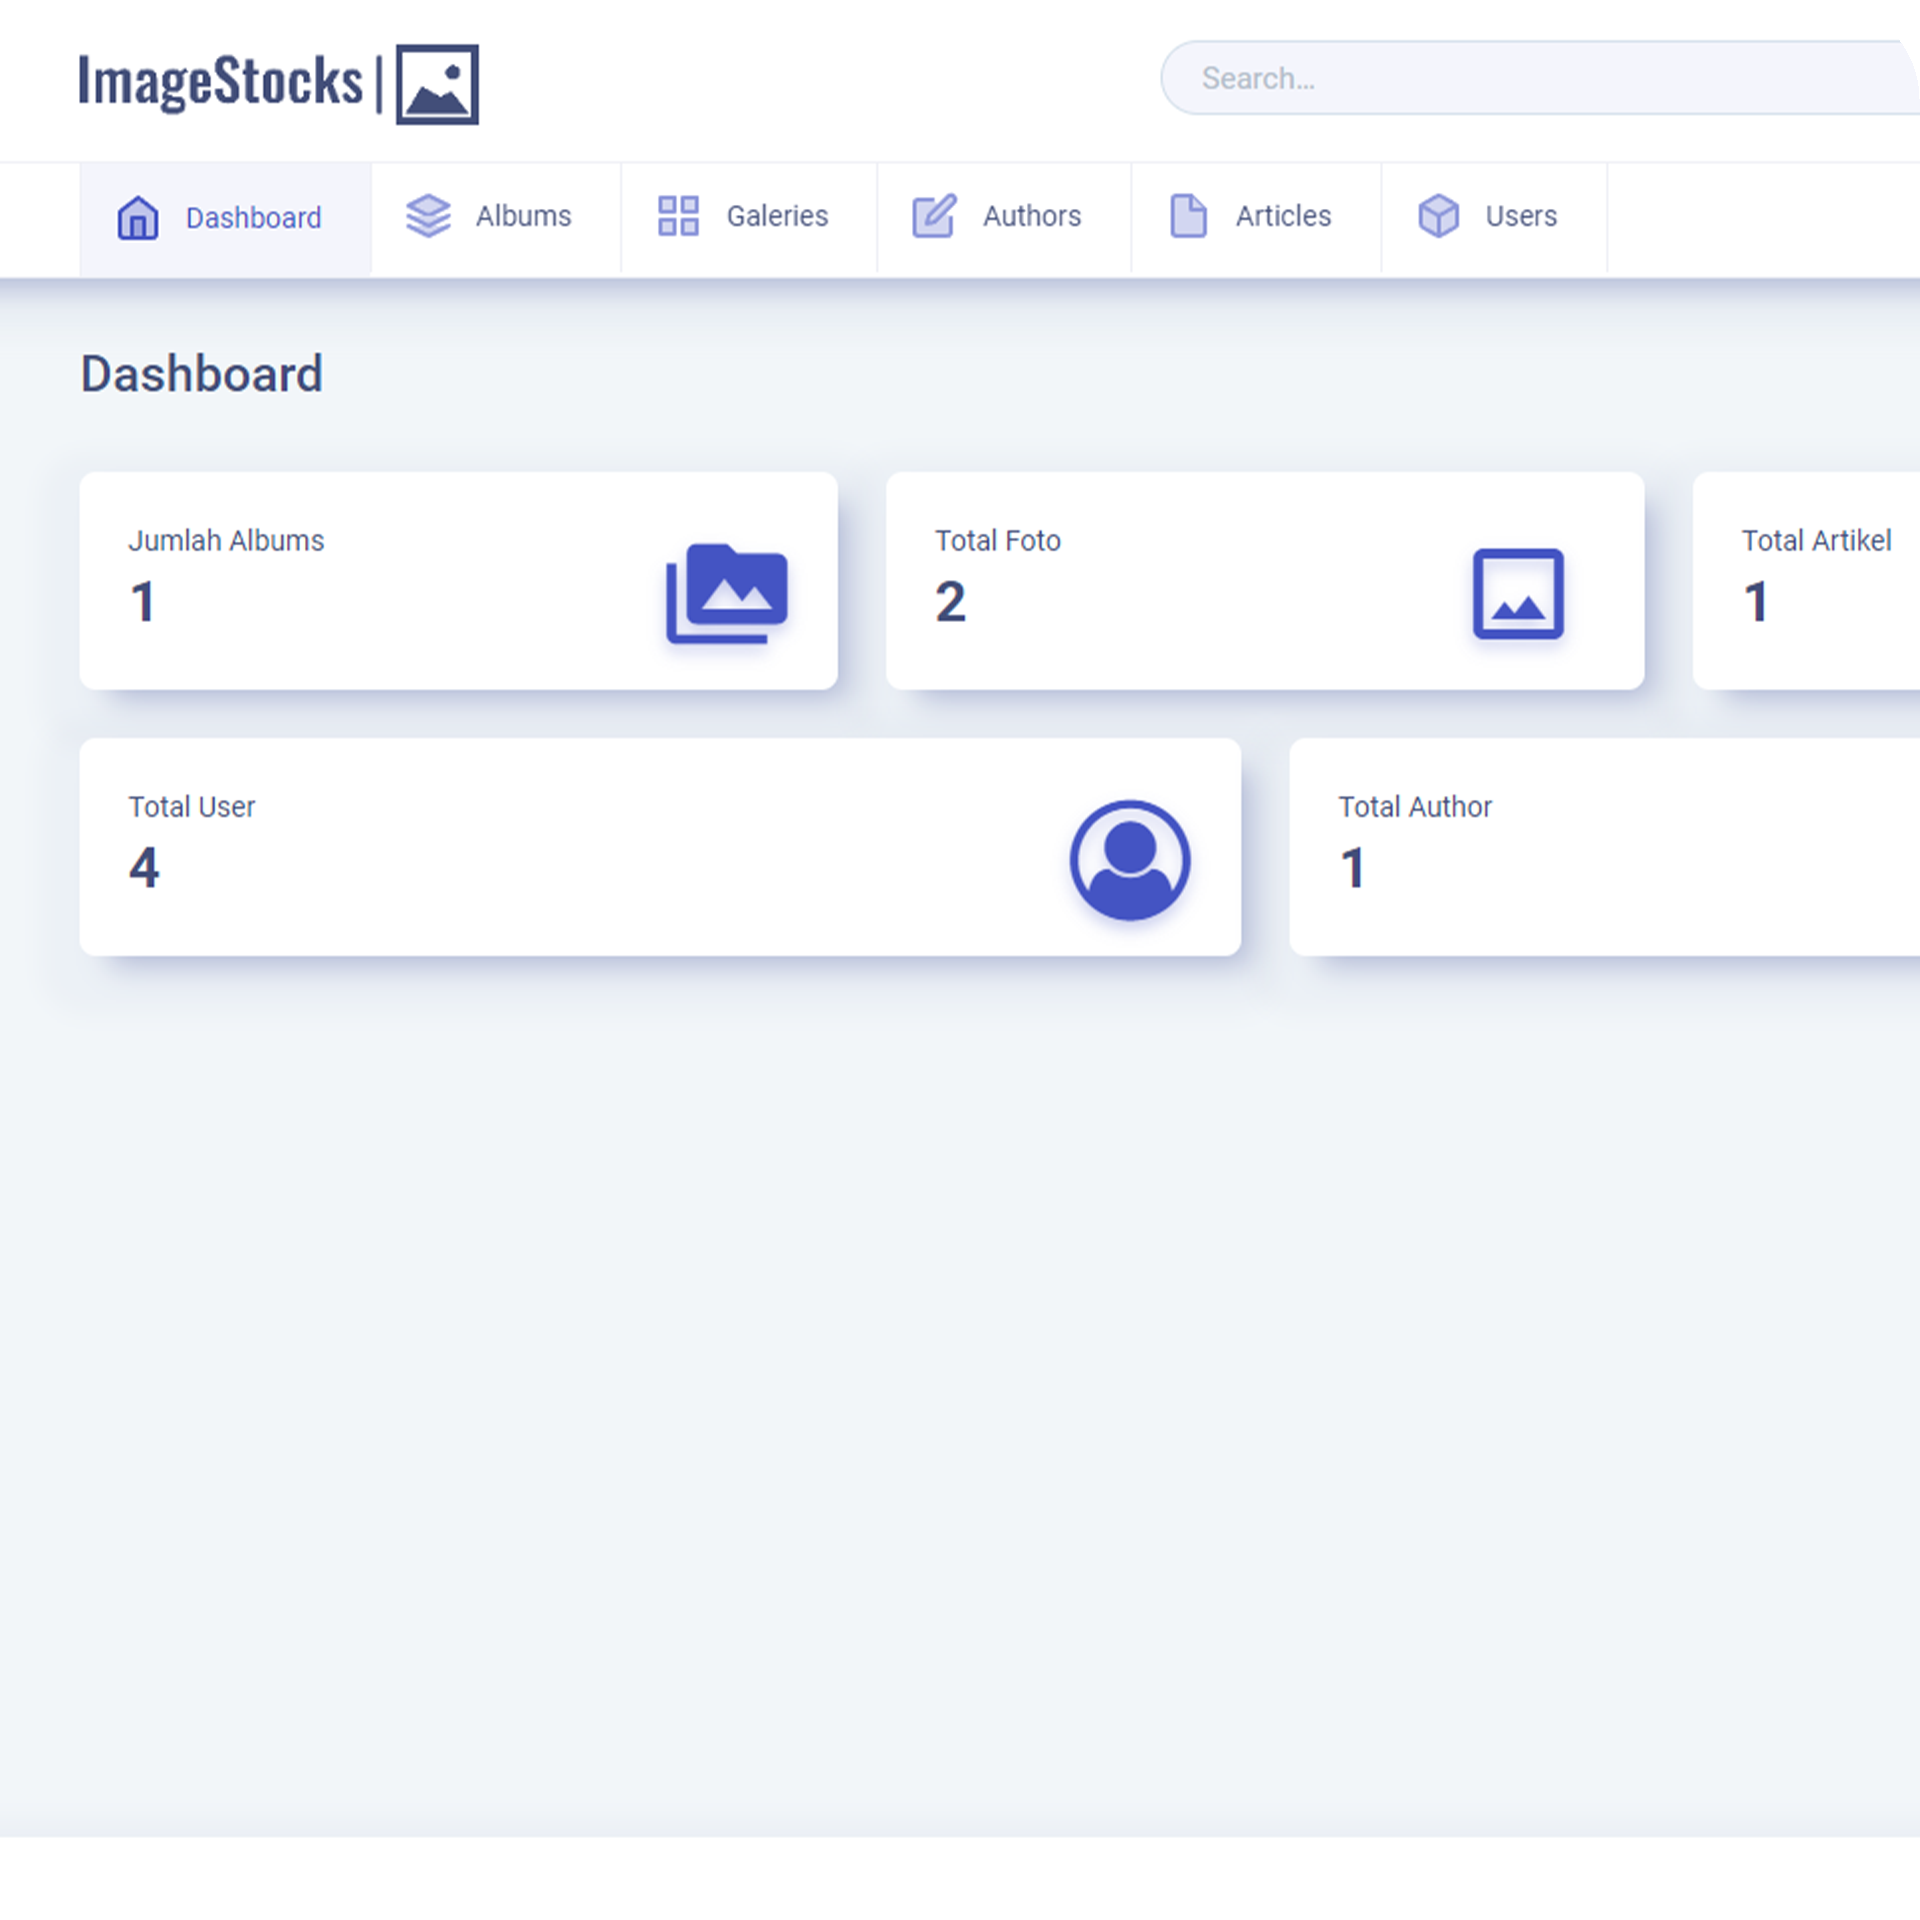 ImageStocks |
Search...
Dashboard
Albums
Galeries
Authors
Articles
Users
Dashboard
Jumlah Albums
1
Total Foto
2
Total Artikel
1
Total User
4
Total Author
1